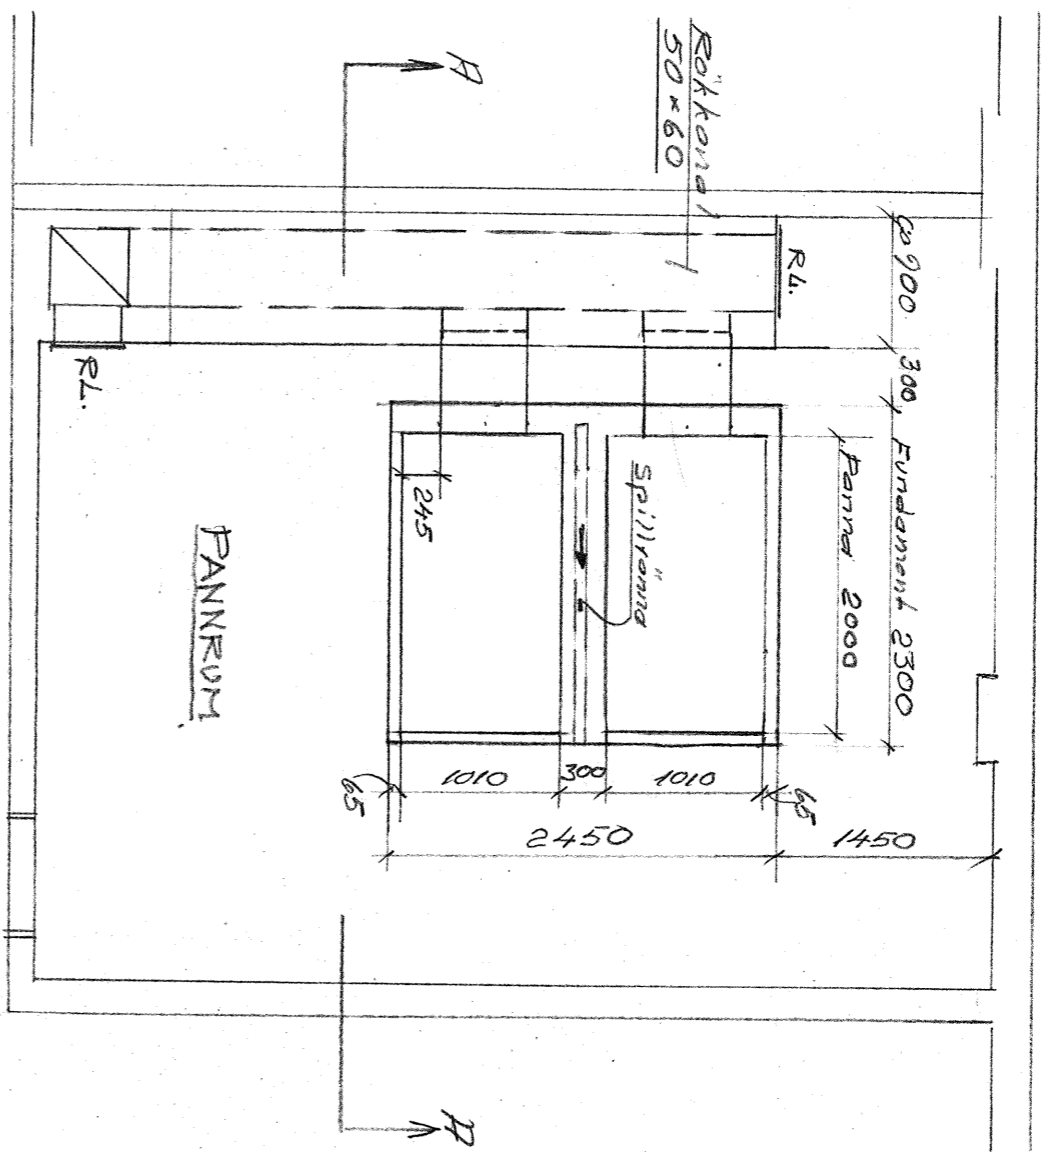 Rökkanal
50×60
A
R.L.
ca 900
300
Fundament 2300
Panna 2000
R.L.
245
Spillränna
PANNRUM
65
1010
300
1010
65
2450
1450
A